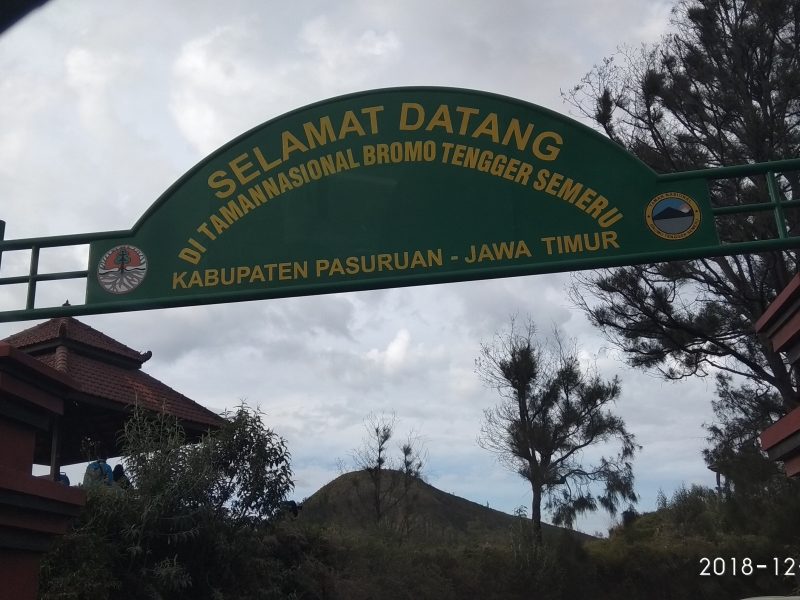 SELAMAT DATANG
DI TAMANNASIONAL BROMO TENGGER SEMERU
KABUPATEN PASURUAN - JAWA TIMUR
2018-12-